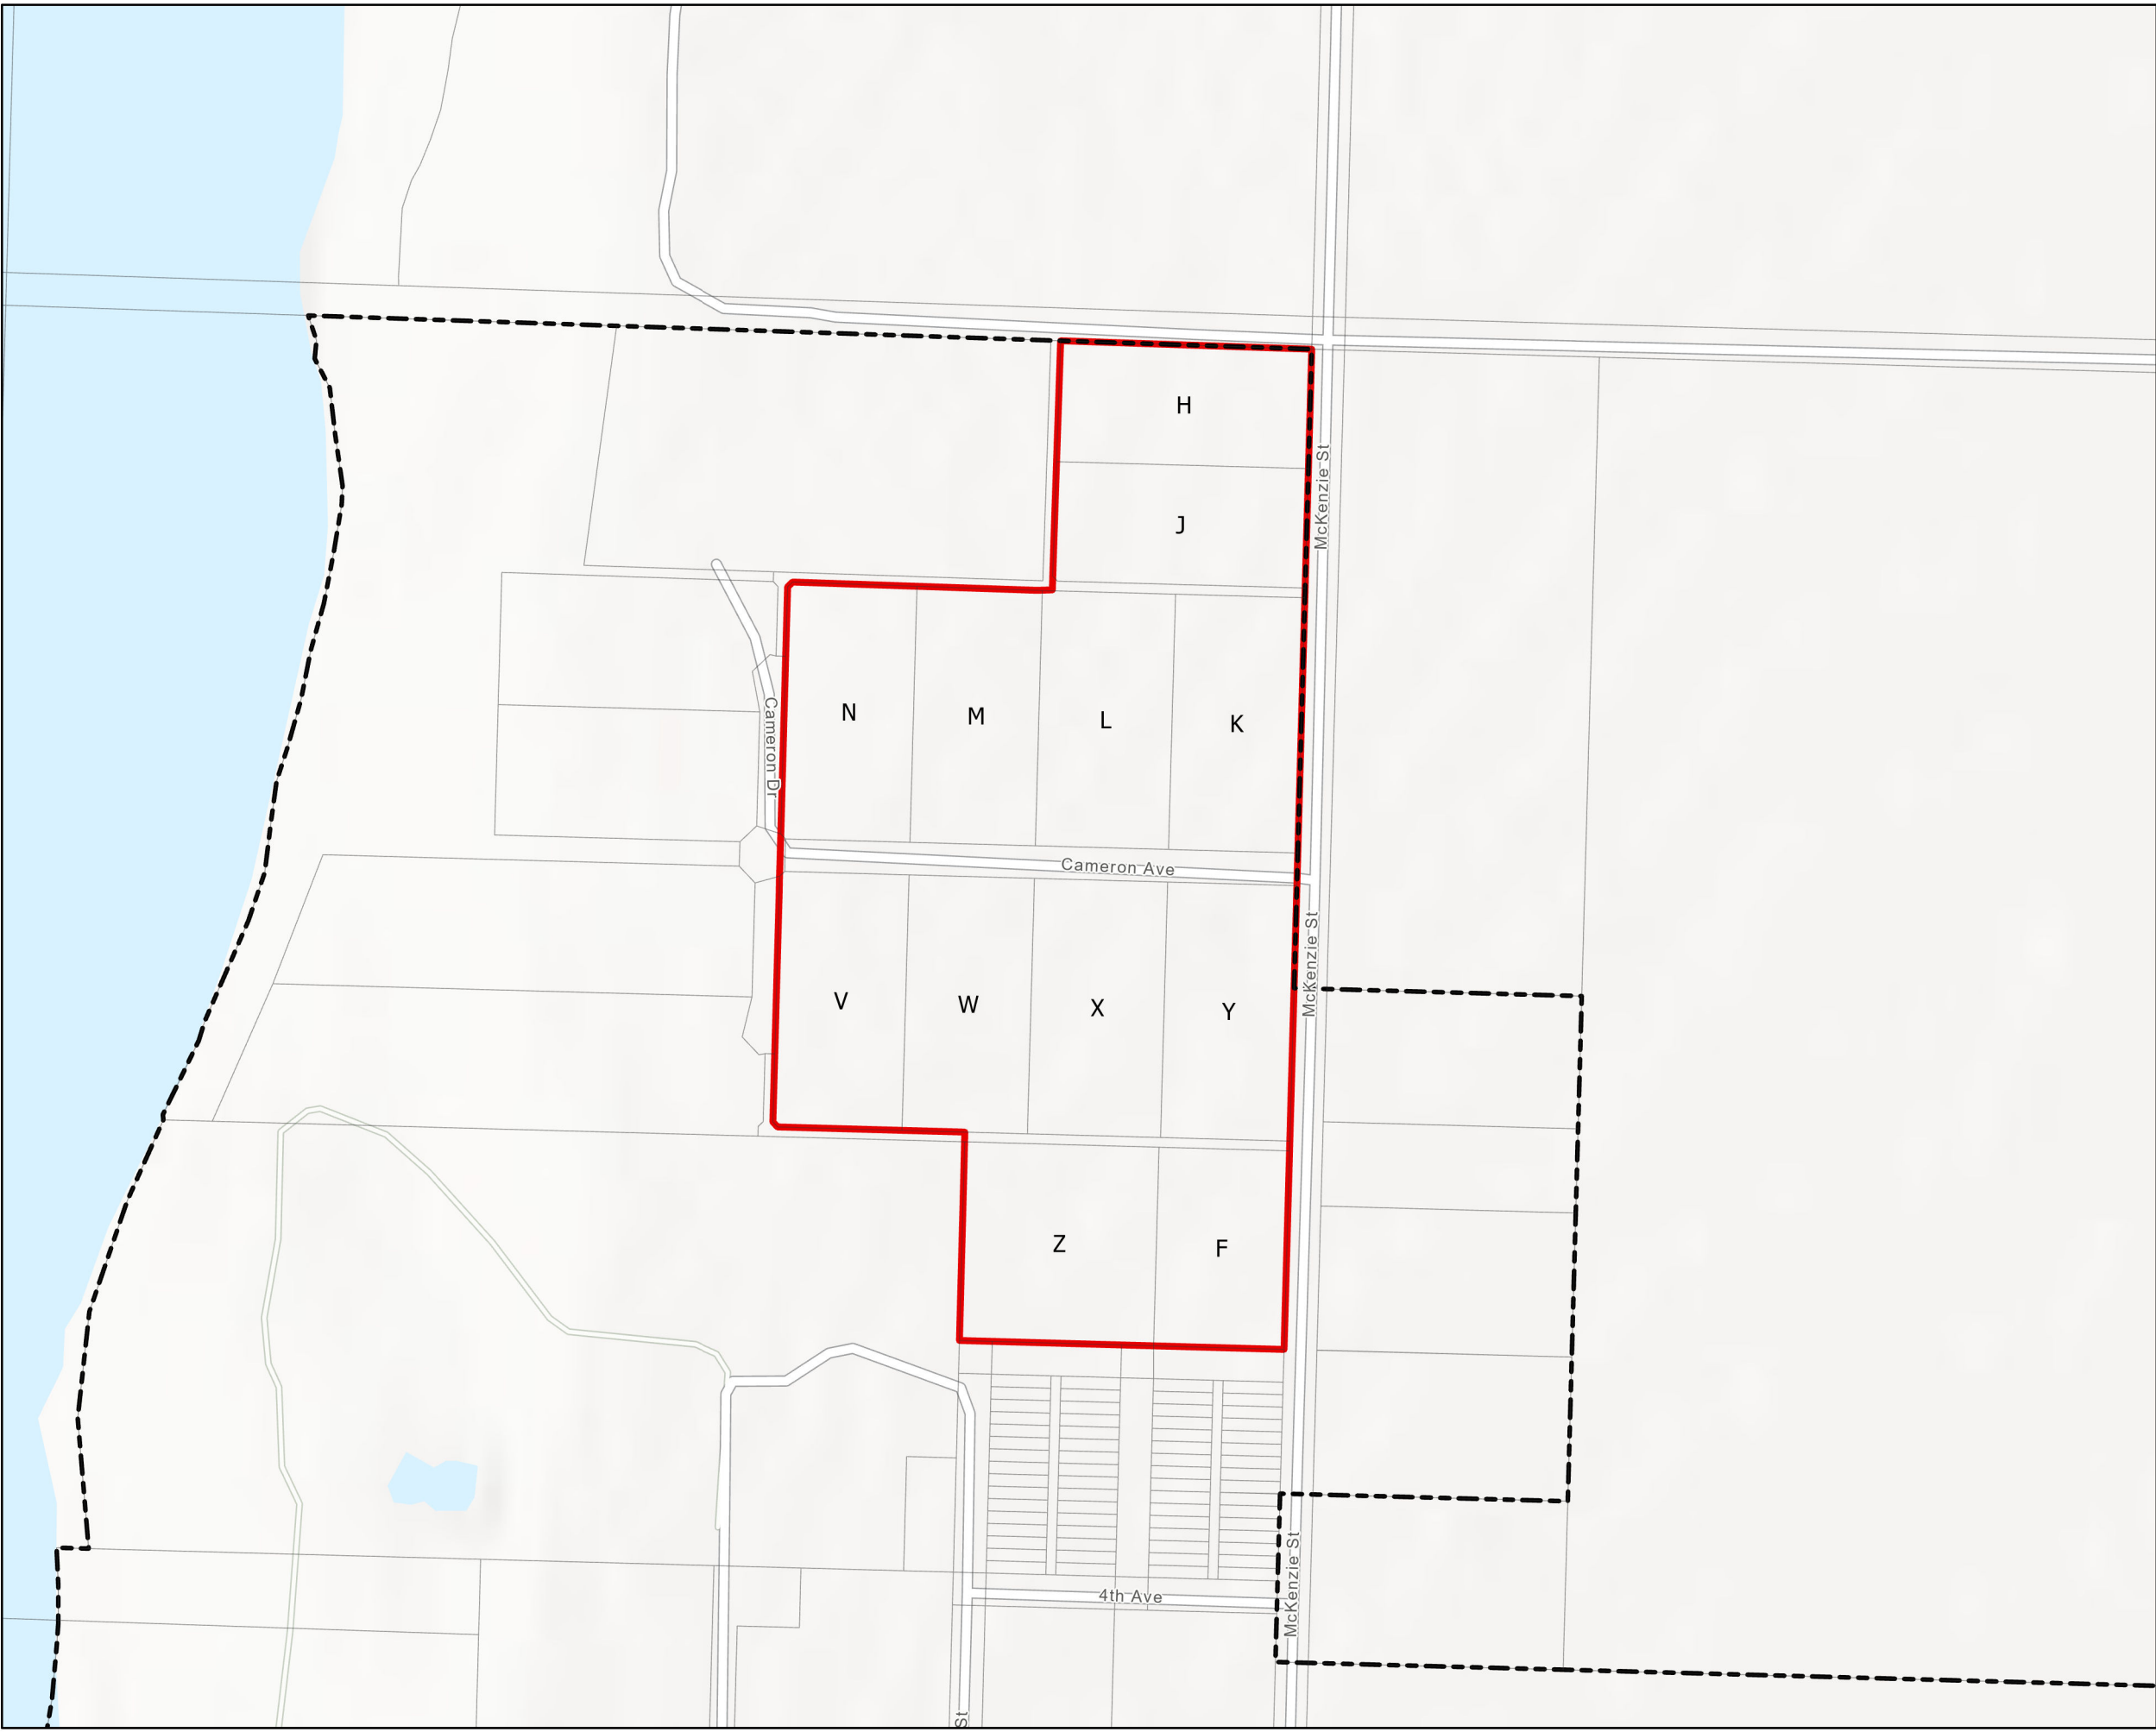 H
McKenzie St
J
Cameron Dr
N
M
L
K
Cameron Ave
McKenzie St
V
W
X
Y
Z
F
McKenzie St
4th Ave
St